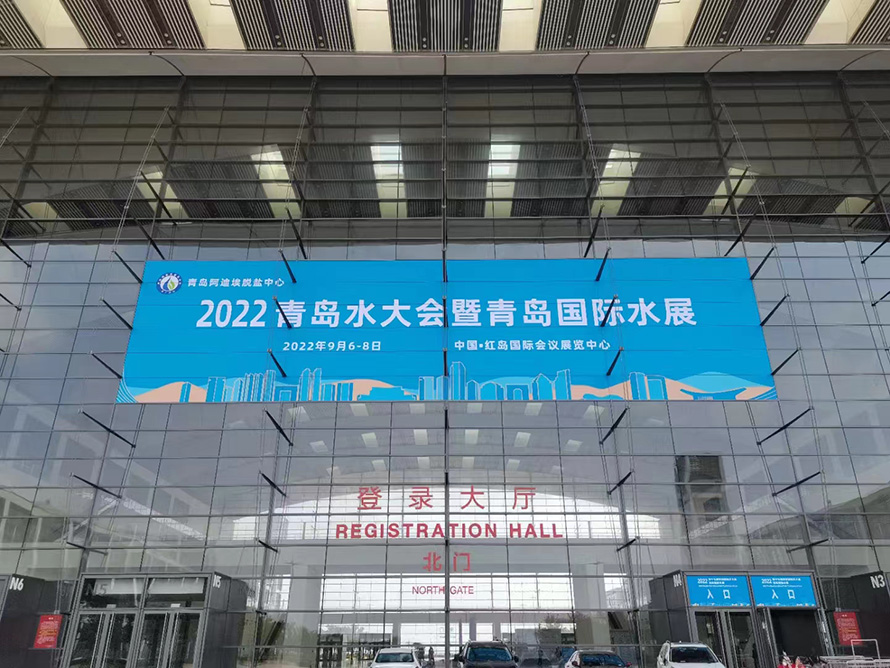 青岛阿迪埃脱盐中心
2022 青岛水大会暨青岛国际水展
2022年9月6-8日
中国•红岛国际会议展览中心
登录大厅
REGISTRATION HALL
北门
NORTH GATE
N6
N5
N5
N4
入口
入口
N3